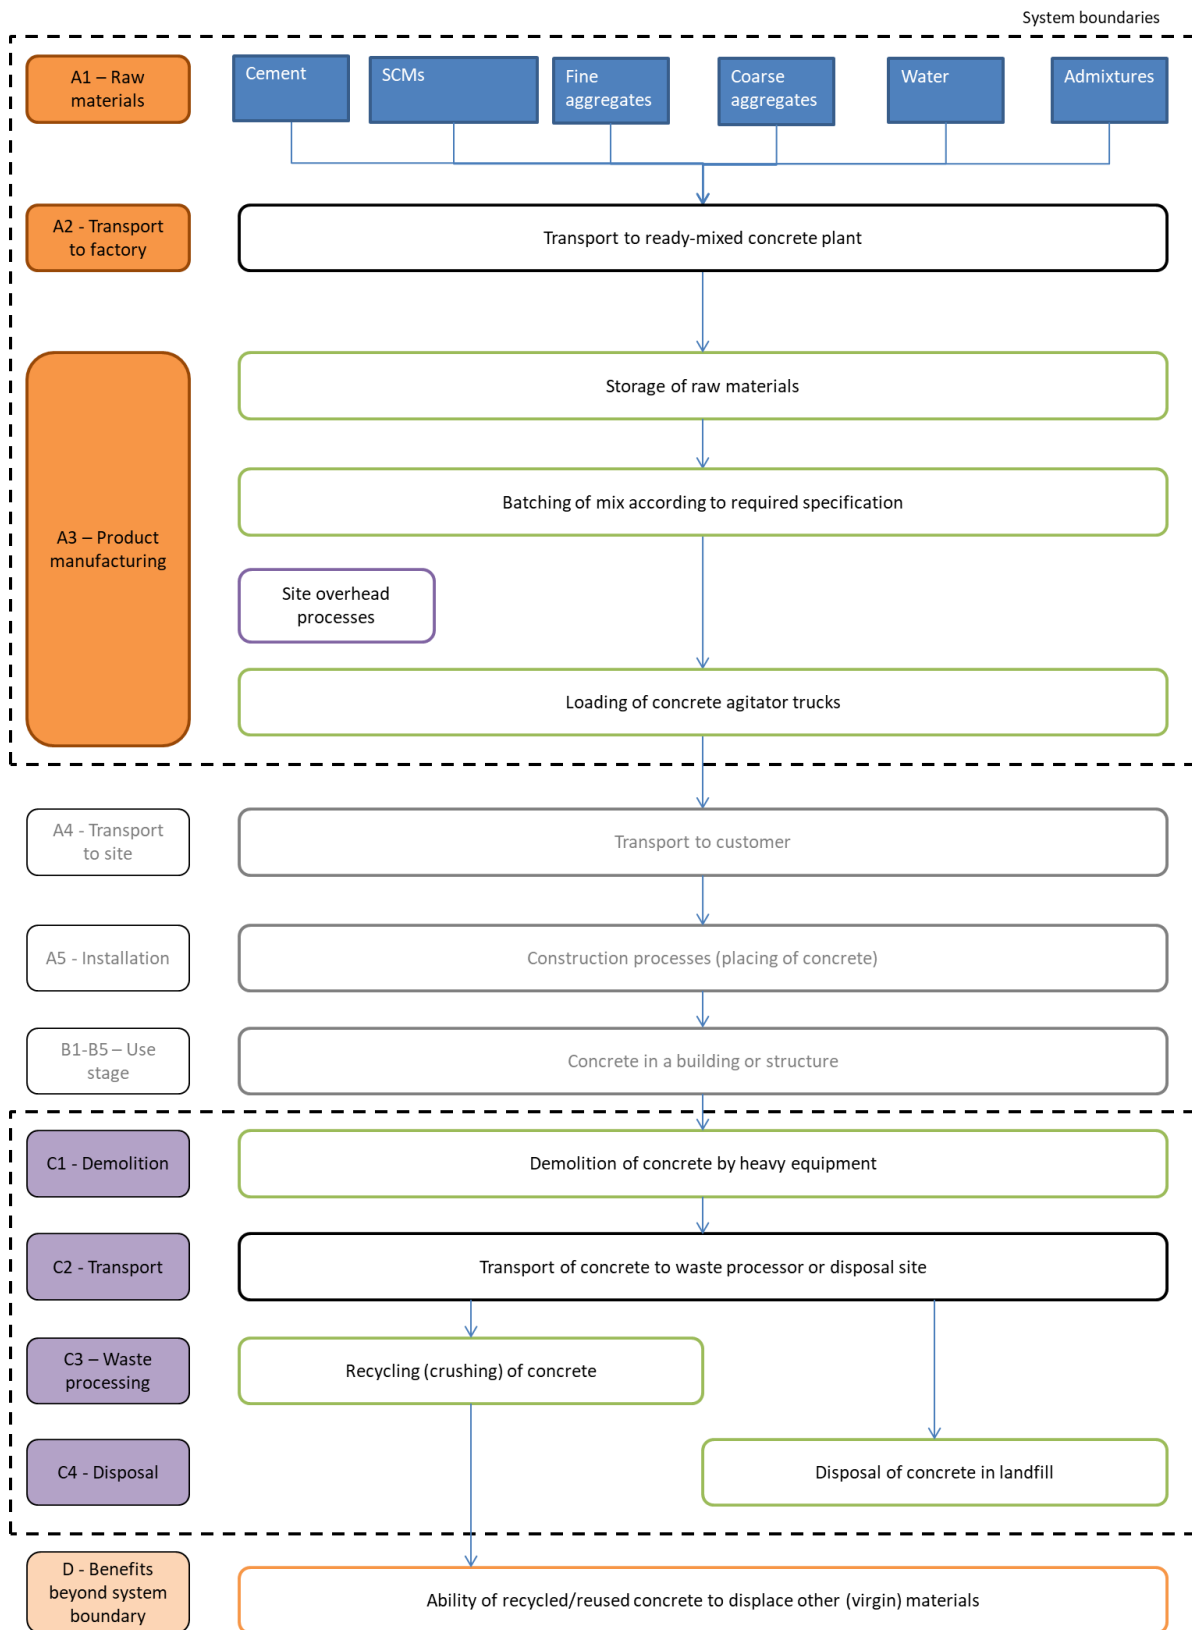 System boundaries
A1 – Raw
materials
Cement
SCMs
Fine
aggregates
Coarse
aggregates
Water
Admixtures
A2 - Transport
to factory
Transport to ready-mixed concrete plant
Storage of raw materials
Batching of mix according to required specification
A3 – Product
manufacturing
Site overhead
processes
Loading of concrete agitator trucks
A4 - Transport
to site
Transport to customer
A5 - Installation
Construction processes (placing of concrete)
B1-B5 – Use
stage
Concrete in a building or structure
C1 - Demolition
Demolition of concrete by heavy equipment
C2 - Transport
Transport of concrete to waste processor or disposal site
C3 – Waste
processing
Recycling (crushing) of concrete
C4 - Disposal
Disposal of concrete in landfill
D - Benefits
beyond system
boundary
Ability of recycled/reused concrete to displace other (virgin) materials